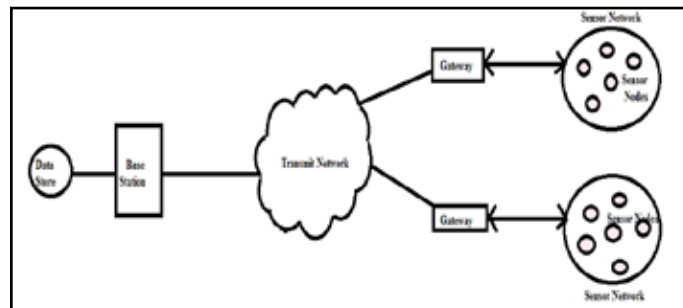 Sensor Network
Gateway
Sensor
Nodes
Data
Store
Base
Station
Transmit Network
Gateway
Sensor Nodes
Sensor Network